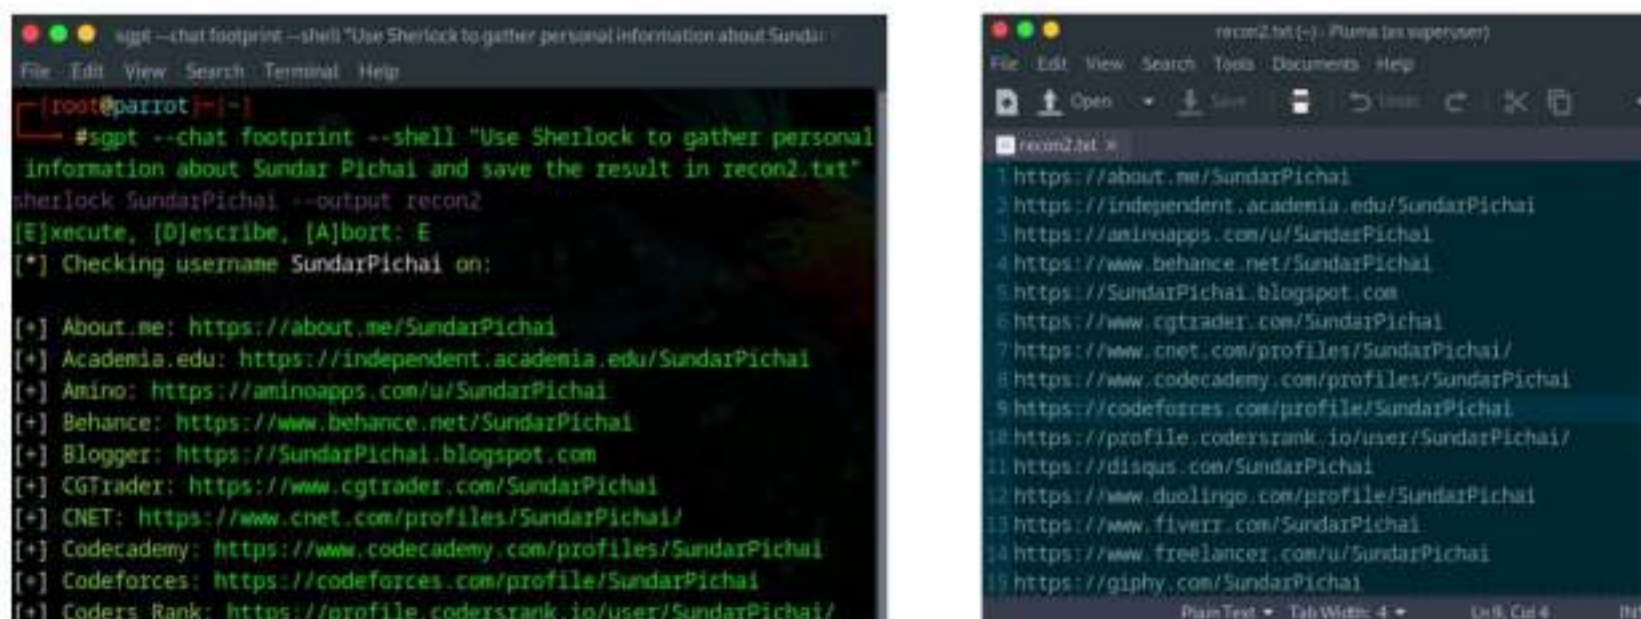 sgpt --chat footprint --shell "Use Sherlock to gather personal information about Sundar
File Edit View Search Terminal Help
[root@parrot]─[~]
#sgpt --chat footprint --shell "Use Sherlock to gather personal
information about Sundar Pichai and save the result in recon2.txt"
sherlock SundarPichai --output recon2
[E]xecute, [D]escribe, [A]bort: E
[*] Checking username SundarPichai on:
[+] About.me: https://about.me/SundarPichai
[+] Academia.edu: https://independent.academia.edu/SundarPichai
[+] Amino: https://aminoapps.com/u/SundarPichai
[+] Behance: https://www.behance.net/SundarPichai
[+] Blogger: https://SundarPichai.blogspot.com
[+] CGTrader: https://www.cgtrader.com/SundarPichai
[+] CNET: https://www.cnet.com/profiles/SundarPichai/
[+] Codecademy: https://www.codecademy.com/profiles/SundarPichai
[+] Codeforces: https://codeforces.com/profile/SundarPichai
[+] Coders Rank: https://profile.codersrank.io/user/SundarPichai/
recon2.txt (~) - Pluma (as superuser)
File Edit View Search Tools Documents Help
Open Save Undo
recon2.txt ×
1 https://about.me/SundarPichai
2 https://independent.academia.edu/SundarPichai
3 https://aminoapps.com/u/SundarPichai
4 https://www.behance.net/SundarPichai
5 https://SundarPichai.blogspot.com
6 https://www.cgtrader.com/SundarPichai
7 https://www.cnet.com/profiles/SundarPichai/
8 https://www.codecademy.com/profiles/SundarPichai
9 https://codeforces.com/profile/SundarPichai
10 https://profile.codersrank.io/user/SundarPichai/
11 https://disqus.com/SundarPichai
12 https://www.duolingo.com/profile/SundarPichai
13 https://www.fiverr.com/SundarPichai
14 https://www.freelancer.com/u/SundarPichai
15 https://giphy.com/SundarPichai
Plain Text Tab Width: 4 Ln 9, Col 4